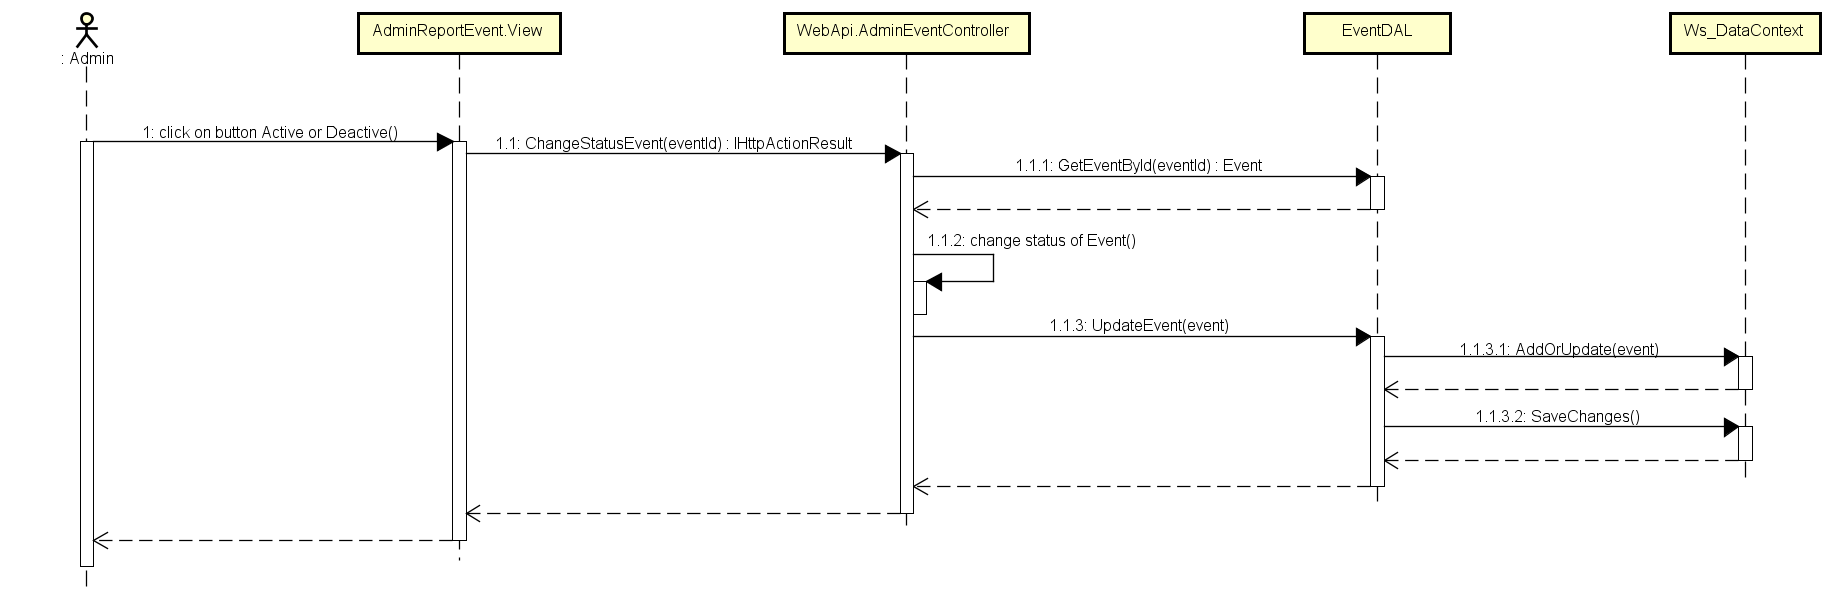 : Admin
AdminReportEvent.View
WebApi.AdminEventController
EventDAL
Ws_DataContext
1: click on button Active or Deactive()
1.1: ChangeStatusEvent(eventId) : IHttpActionResult
1.1.1: GetEventById(eventId) : Event
1.1.2: change status of Event()
1.1.3: UpdateEvent(event)
1.1.3.1: AddOrUpdate(event)
1.1.3.2: SaveChanges()